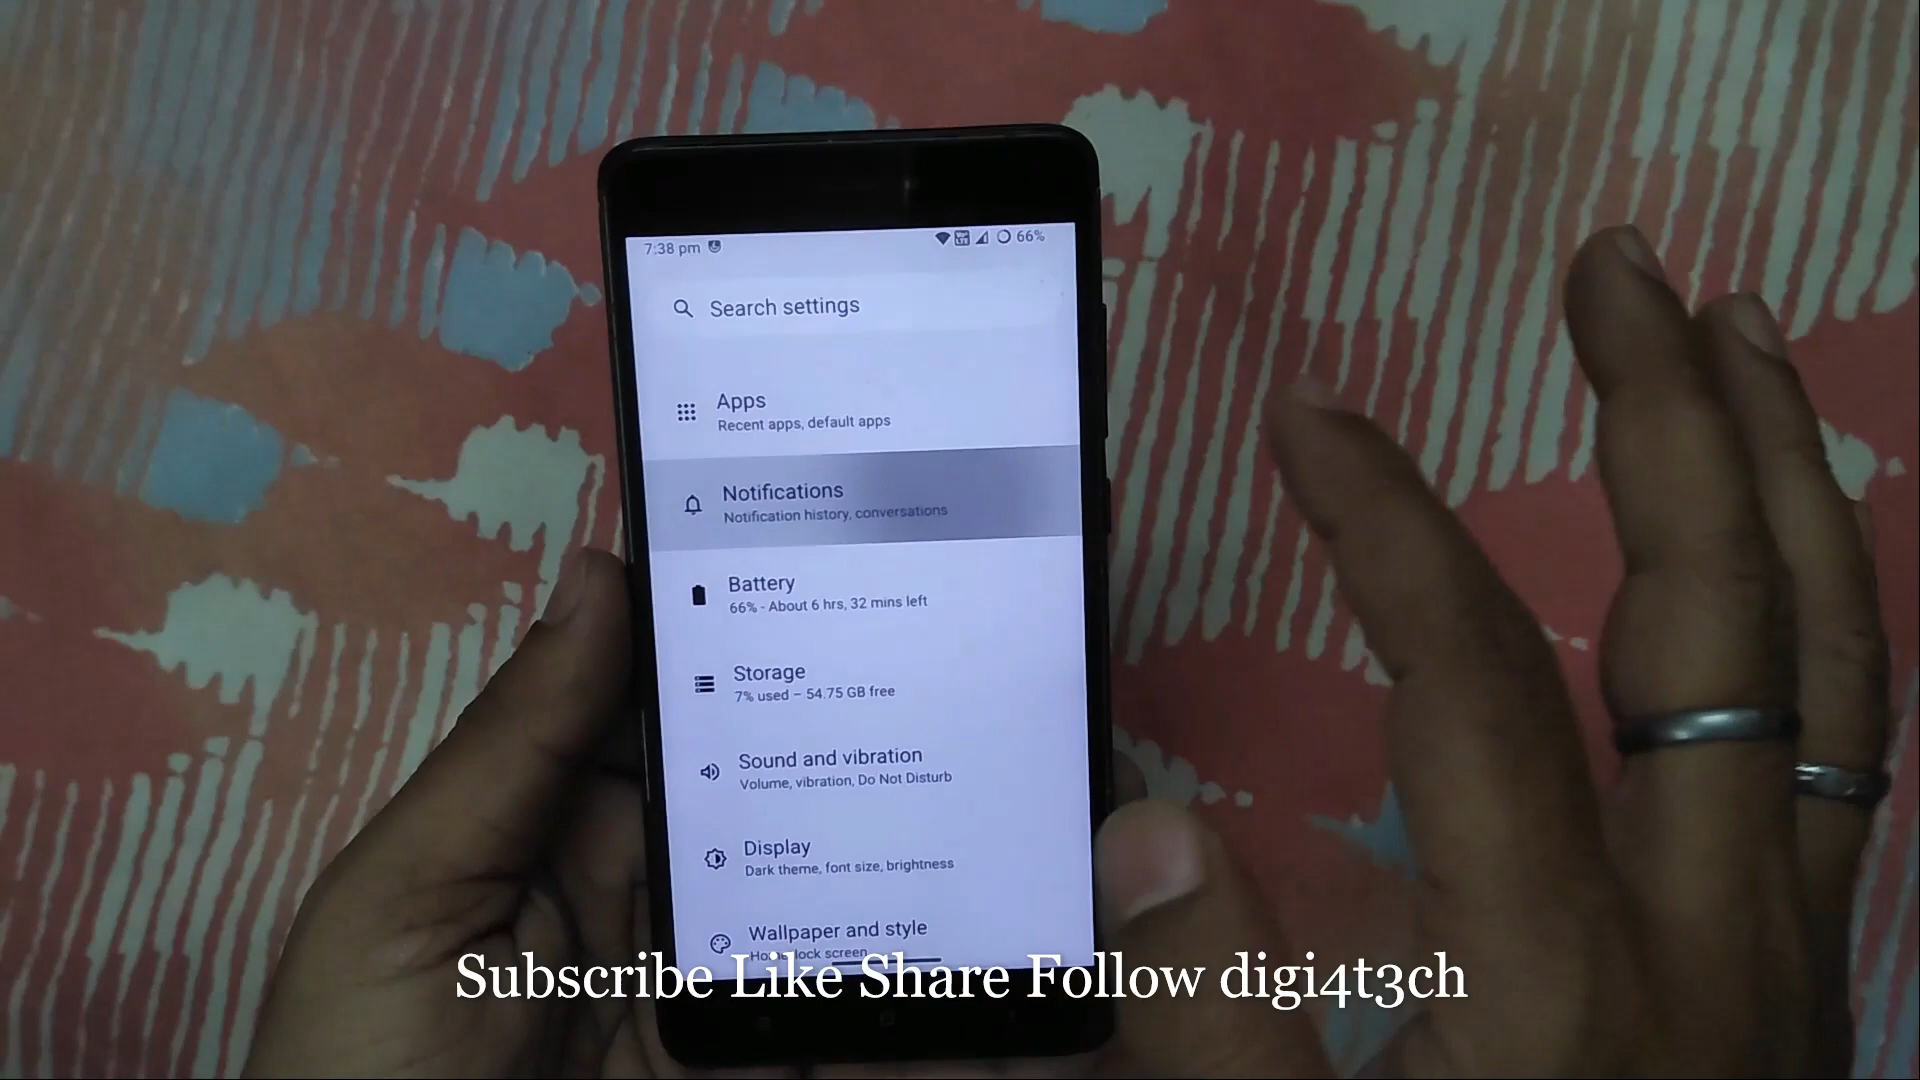 7:38 pm
66%
Search settings
Apps
Recent apps, default apps
Notifications
Notification history, conversations
Battery
66% - About 6 hrs, 32 mins left
Storage
7% used – 54.75 GB free
Sound and vibration
Volume, vibration, Do Not Disturb
Display
Dark theme, font size, brightness
Wallpaper and style
lock screen
Subscribe Like Share Follow digi4t3ch